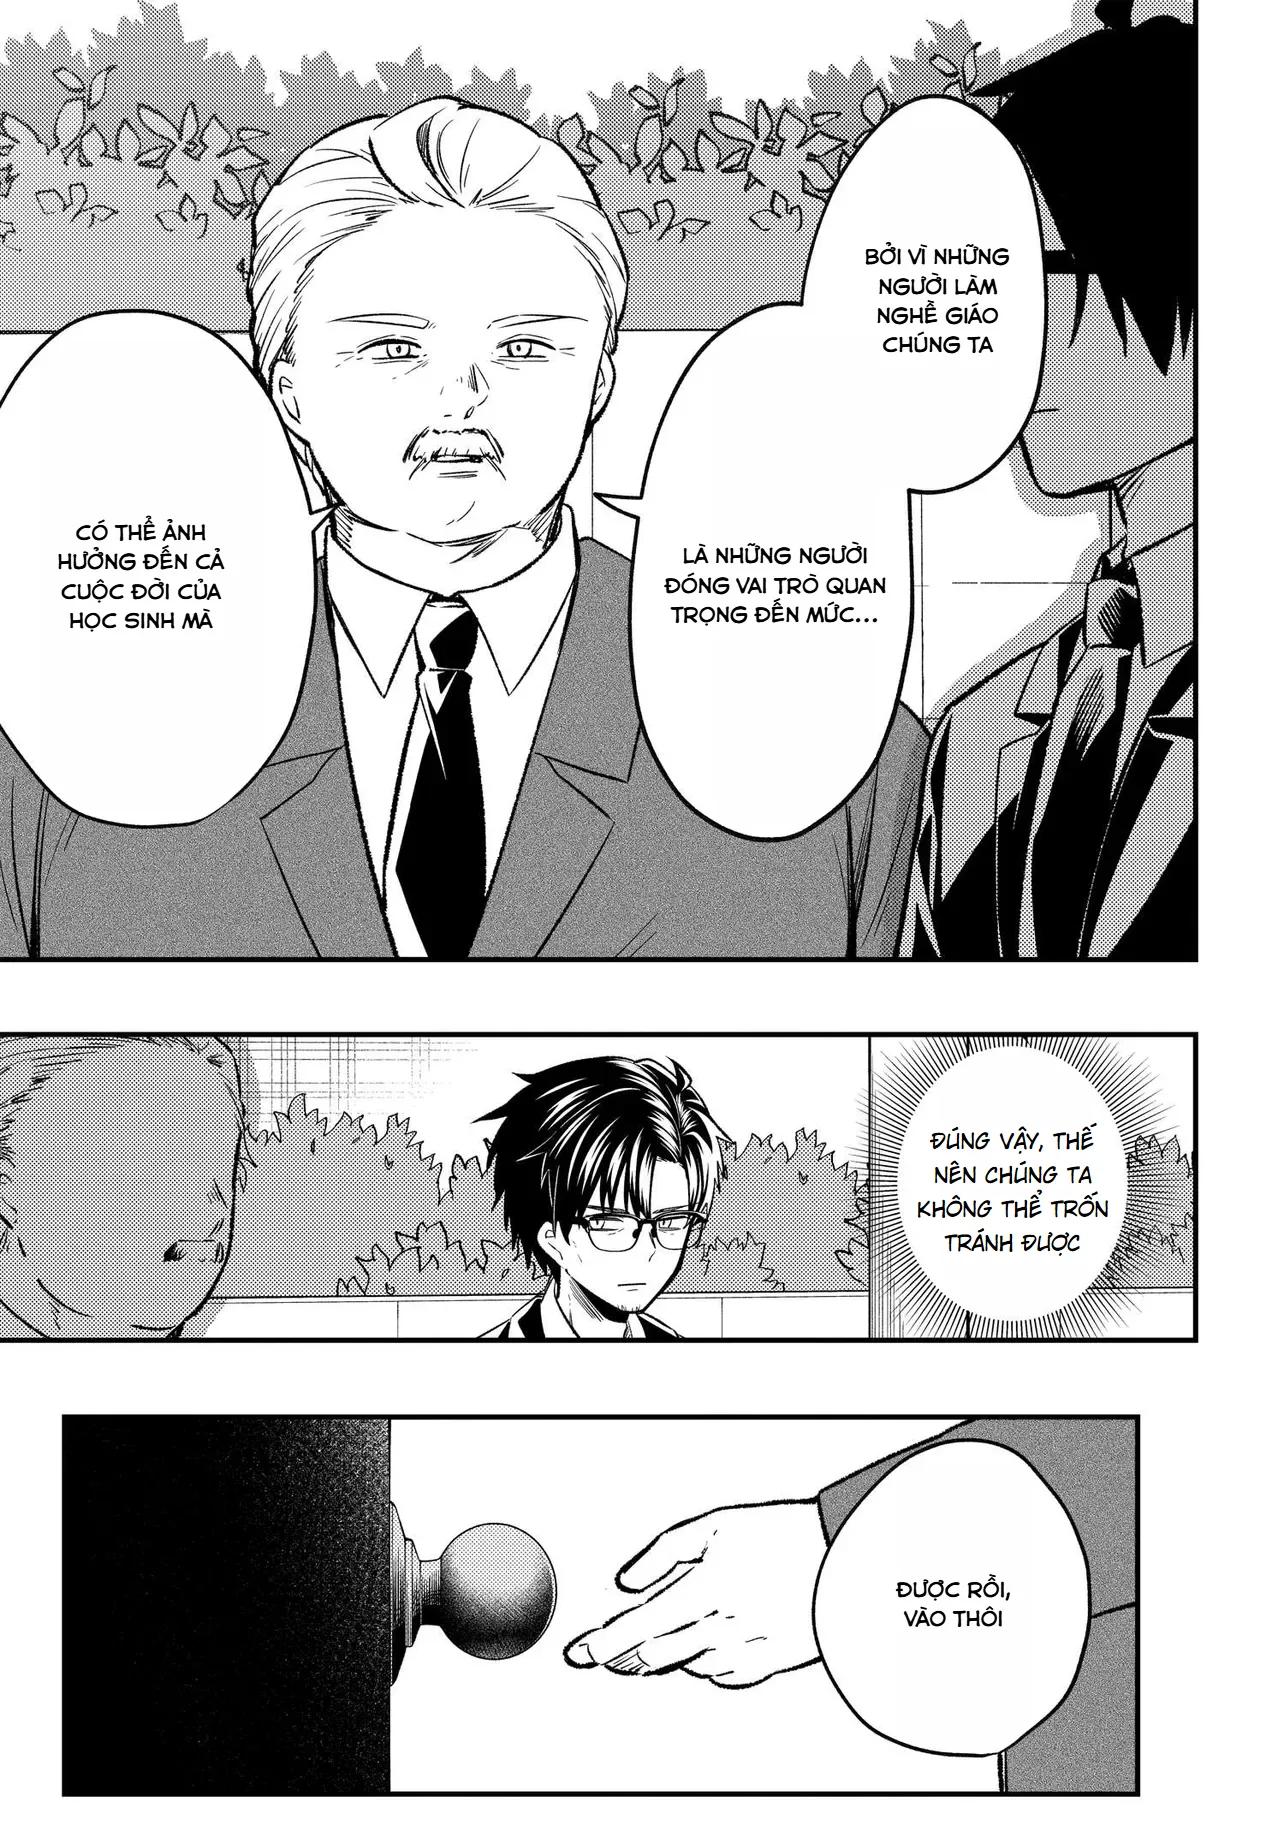 BỞI VÌ NHỮNG
NGƯỜI LÀM
NGHỀ GIÁO
CHÚNG TA
LÀ NHỮNG NGƯỜI
ĐÓNG VAI TRÒ QUAN
TRỌNG ĐẾN MỨC...
CÓ THỂ ẢNH
HƯỞNG ĐẾN CẢ
CUỘC ĐỜI CỦA
HỌC SINH MÀ
ĐÚNG VẬY, THẾ
NÊN CHÚNG TA
KHÔNG THỂ TRỐN
TRÁNH ĐƯỢC
ĐƯỢC RỒI,
VÀO THÔI